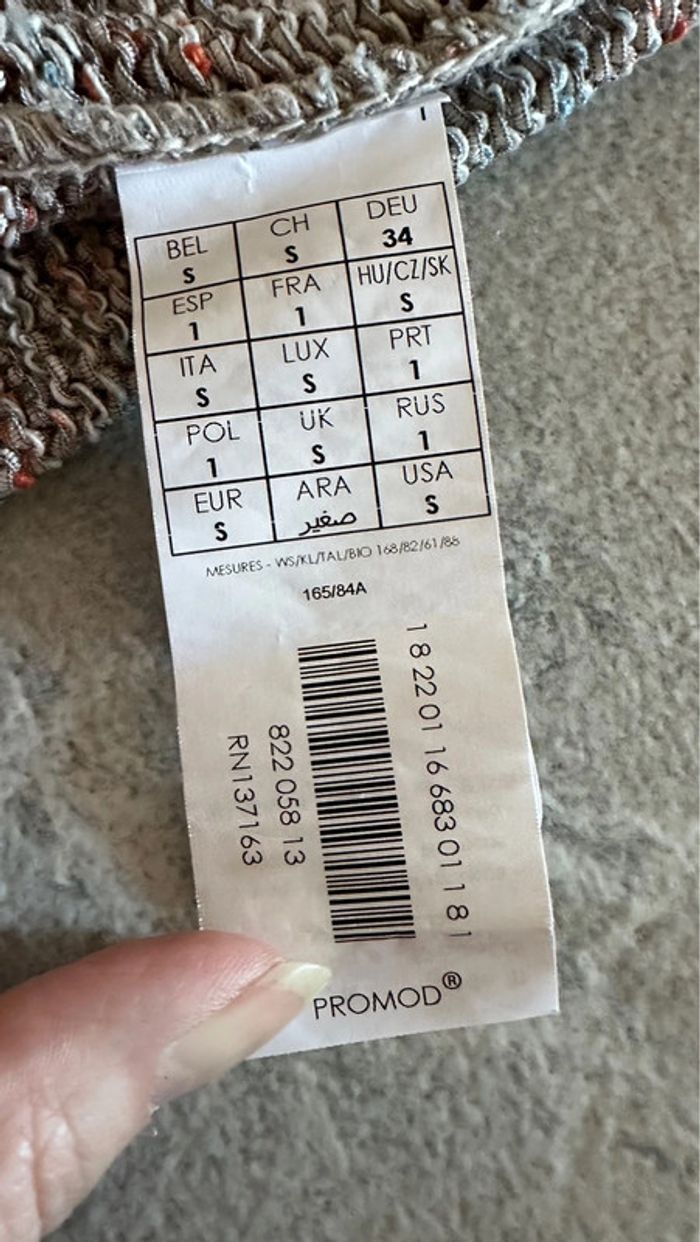 BEL CH DEU
S S 34
ESP FRA HU/CZ/SK
1 1 S
ITA LUX PRT
S S 1
POL UK RUS
1 S 1
EUR ARA USA
S صغير S
MESURES - WS/KL/TAL/BIO 168/82/61/88
165/84A
18 22 01 16 683 01 1 8 1
822 058 13
RN137163
PROMOD®